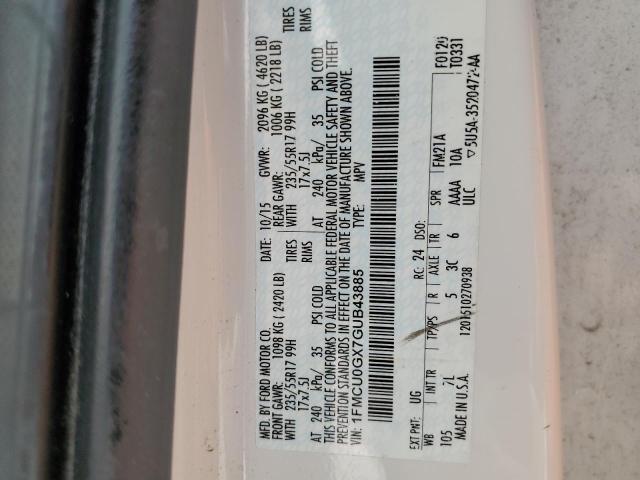 MFD. BY FORD MOTOR CO.
DATE: 10/15 GVWR: 2096 KG ( 4620 LB)
FRONT GAWR: 1098 KG ( 2420 LB) REAR GAWR: 1006 KG ( 2218 LB)
WITH 235/55R17 99H TIRES WITH 235/55R17 99H TIRES
17x7.5J RIMS 17x7.5J RIMS
AT 240 kPa/ 35 PSI COLD AT 240 kPa/ 35 PSI COLD
THIS VEHICLE CONFORMS TO ALL APPLICABLE FEDERAL MOTOR VEHICLE SAFETY AND THEFT
PREVENTION STANDARDS IN EFFECT ON THE DATE OF MANUFACTURE SHOWN ABOVE.
VIN: 1FMCU0GX7GUB43885 TYPE: MPV
EXT PNT: UG RC: 24 DSO: FM21A F0120
WB INT TR TP/PS R AXLE TR SPR T0331
105 7L 5 3C 6 AAAA 10A
MADE IN U.S.A. 1201510270938 ULC ▽5U5A-3520472-AA